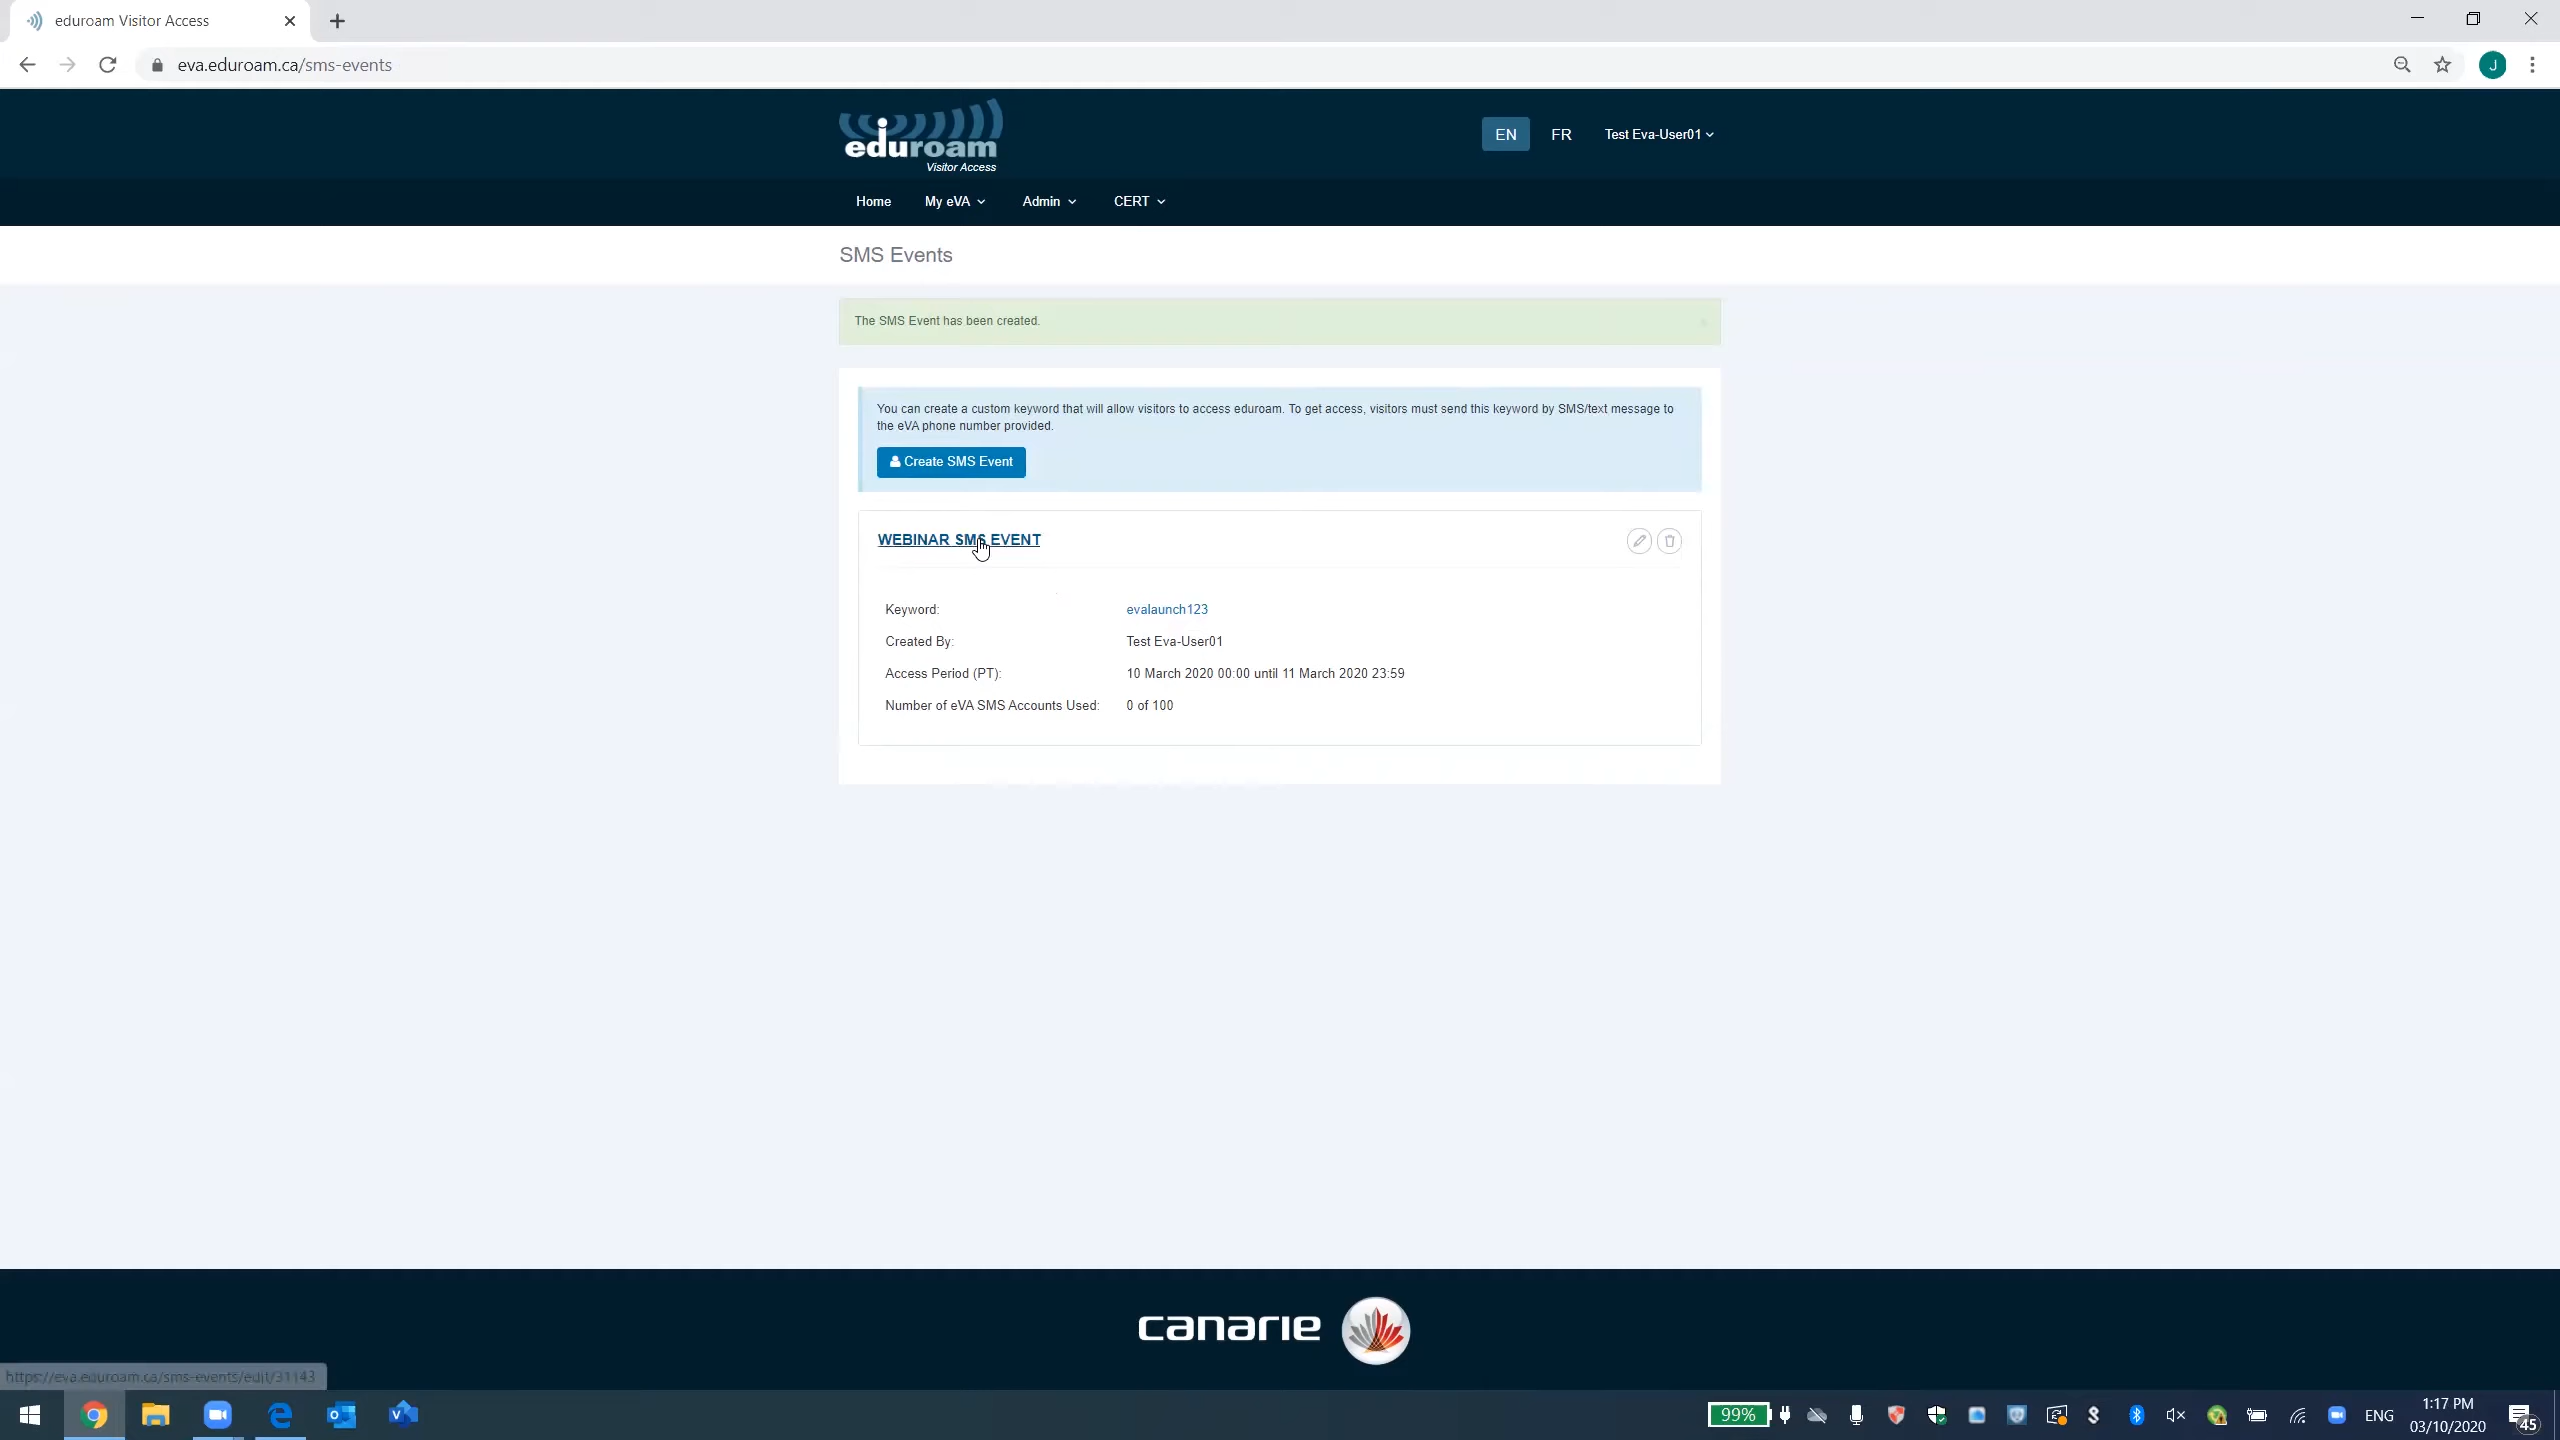 eduroam Visitor Access
eva.eduroam.ca/sms-events
J
eduroam
Visitor Access
EN FR Test Eva-User01
Home My eVA Admin CERT
SMS Events
The SMS Event has been created.
You can create a custom keyword that will allow visitors to access eduroam. To get access, visitors must send this keyword by SMS/text message to
the eVA phone number provided.
Create SMS Event
WEBINAR SMS EVENT
Keyword: evalaunch123
Created By: Test Eva-User01
Access Period (PT): 10 March 2020 00:00 until 11 March 2020 23:59
Number of eVA SMS Accounts Used: 0 of 100
canarie
https://eva.eduroam.ca/sms-events/edit/31143
99% ENG 1:17 PM
03/10/2020
45